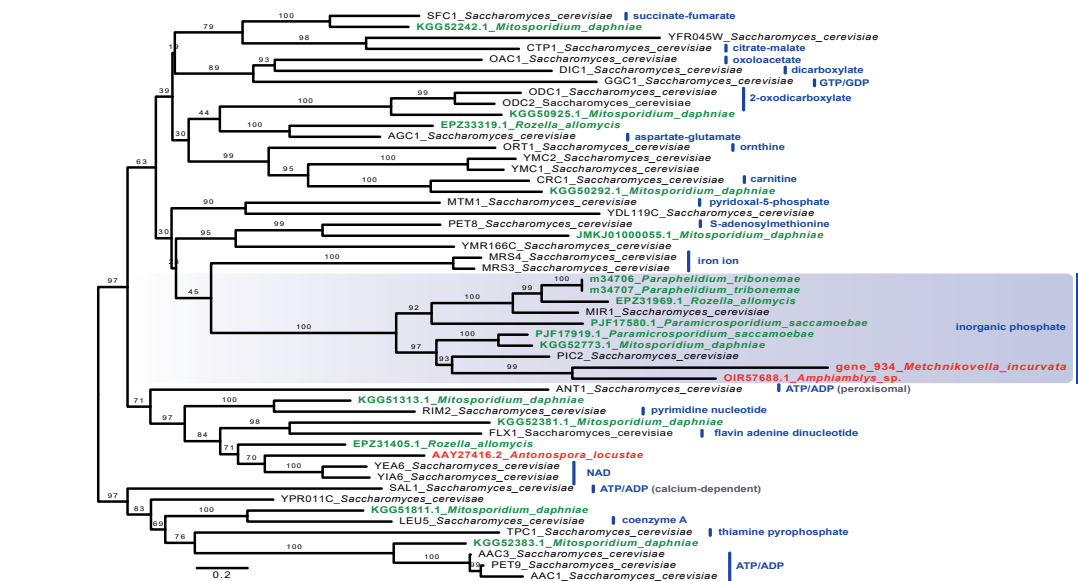 100 SFC1_Saccharomyces_cerevisiae succinate-fumarate
79 KGG52242.1_Mitosporidium_daphniae
98 YFR045W_Saccharomyces_cerevisiae
19 CTP1_Saccharomyces_cerevisiae citrate-malate
93 OAC1_Saccharomyces_cerevisiae oxoloacetate
89 DIC1_Saccharomyces_cerevisiae dicarboxylate
GGC1_Saccharomyces_cerevisiae GTP/GDP
39 99 ODC1_Saccharomyces_cerevisiae
100 ODC2_Saccharomyces_cerevisiae 2-oxodicarboxylate
44 KGG50925.1_Mitosporidium_daphniae
100 EPZ33319.1_Rozella_allomycis
30 AGC1_Saccharomyces_cerevisiae aspartate-glutamate
99 ORT1_Saccharomyces_cerevisiae ornthine
63 100 YMC2_Saccharomyces_cerevisiae
95 YMC1_Saccharomyces_cerevisiae
100 CRC1_Saccharomyces_cerevisiae carnitine
KGG50292.1_Mitosporidium_daphniae
90 MTM1_Saccharomyces_cerevisiae pyridoxal-5-phosphate
YDL119C_Saccharomyces_cerevisiae
30 99 PET8_Saccharomyces_cerevisiae S-adenosylmethionine
95 JMKJ01000055.1_Mitosporidium_daphniae
YMR166C_Saccharomyces_cerevisiae
100 MRS4_Saccharomyces_cerevisiae iron ion
MRS3_Saccharomyces_cerevisiae
97 100 m34706_Paraphelidium_tribonemae
45 99 m34707_Paraphelidium_tribonemae
100 EPZ31969.1_Rozella_allomycis
92 MIR1_Saccharomyces_cerevisiae
PJF17580.1_Paramicrosporidium_saccamoebae inorganic phosphate
100 100 PJF17919.1_Paramicrosporidium_saccamoebae
97 KGG52773.1_Mitosporidium_daphniae
93 PIC2_Saccharomyces_cerevisiae
99 gene_934_Metchnikovella_incurvata
OIR57688.1_Amphiamblys_sp.
ANT1_Saccharomyces_cerevisiae ATP/ADP (peroxisomal)
71 100 KGG51313.1_Mitosporidium_daphniae
97 RIM2_Saccharomyces_cerevisiae pyrimidine nucleotide
98 KGG52381.1_Mitosporidium_daphniae
84 FLX1_Saccharomyces_cerevisiae flavin adenine dinucleotide
71 EPZ31405.1_Rozella_allomycis
70 AAY27416.2_Antonospora_locustae
100 YEA6_Saccharomyces_cerevisiae NAD
YIA6_Saccharomyces_cerevisiae
97 SAL1_Saccharomyces_cerevisiae ATP/ADP (calcium-dependent)
83 YPR011C_Saccharomyces_cerevisiae
100 KGG51811.1_Mitosporidium_daphniae
69 LEU5_Saccharomyces_cerevisiae coenzyme A
76 TPC1_Saccharomyces_cerevisiae thiamine pyrophosphate
100 KGG52383.1_Mitosporidium_daphniae
100 AAC3_Saccharomyces_cerevisiae
PET9_Saccharomyces_cerevisiae ATP/ADP
AAC1_Saccharomyces_cerevisiae
0.2